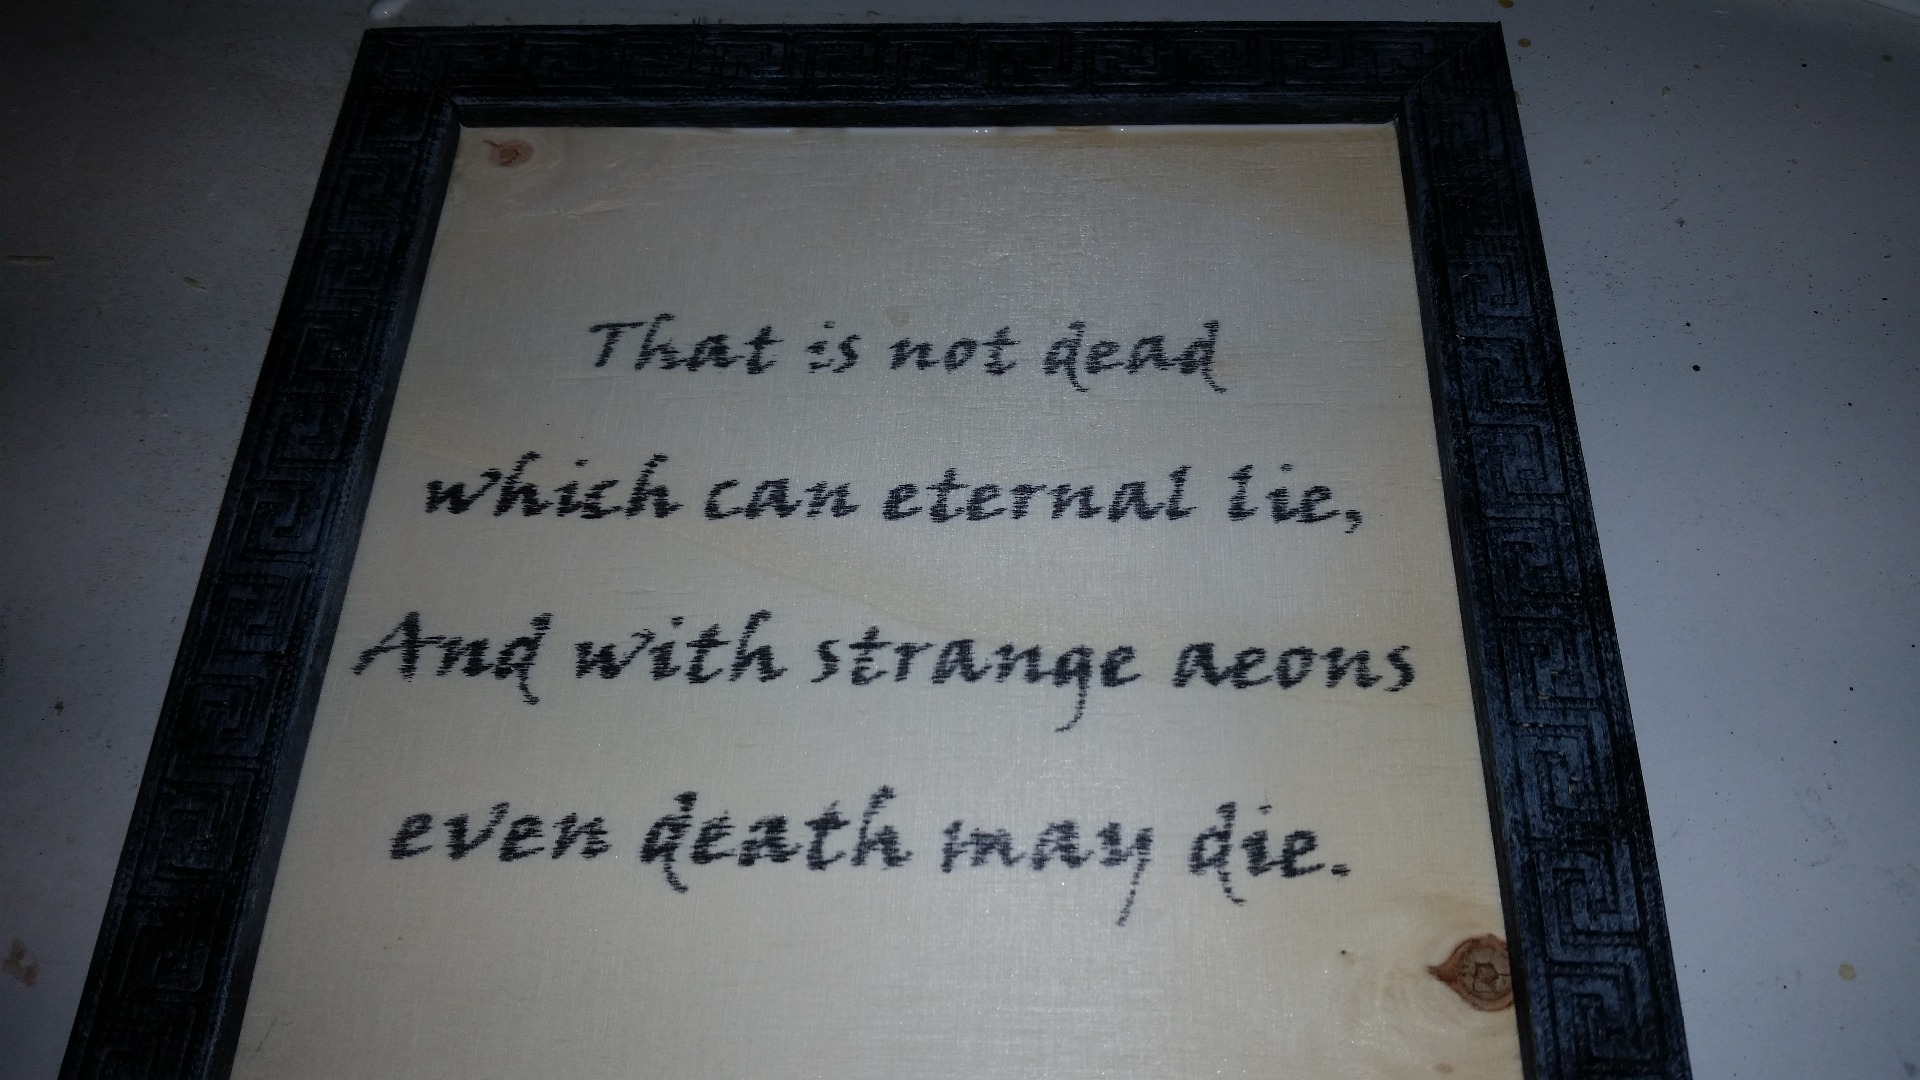 That is not dead
which can eternal lie,
And with strange aeons
even death may die.